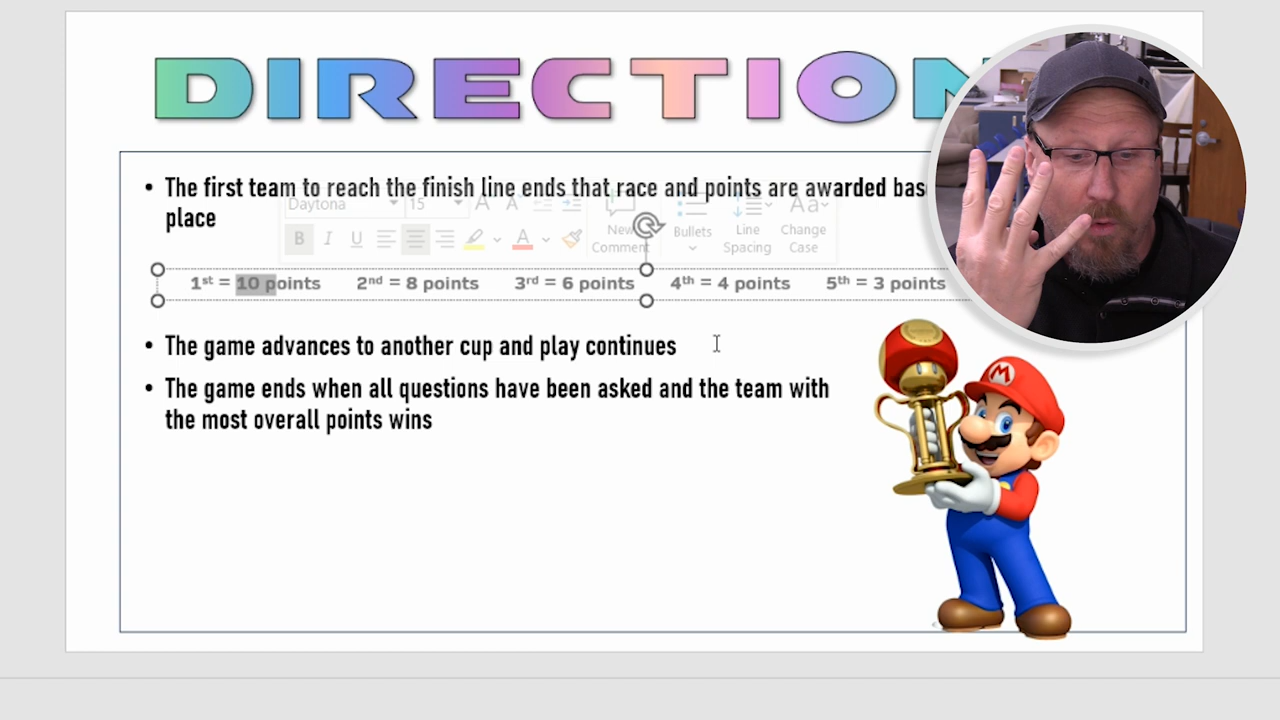 DIRECTION
• The first team to reach the finish line ends that race and points are awarded bas
place
Daytona 15 A A Aa
B I U A New Comment Bullets Line Spacing Change Case
1st = 10 points 2nd = 8 points 3rd = 6 points 4th = 4 points 5th = 3 points
• The game advances to another cup and play continues
• The game ends when all questions have been asked and the team with
the most overall points wins
M